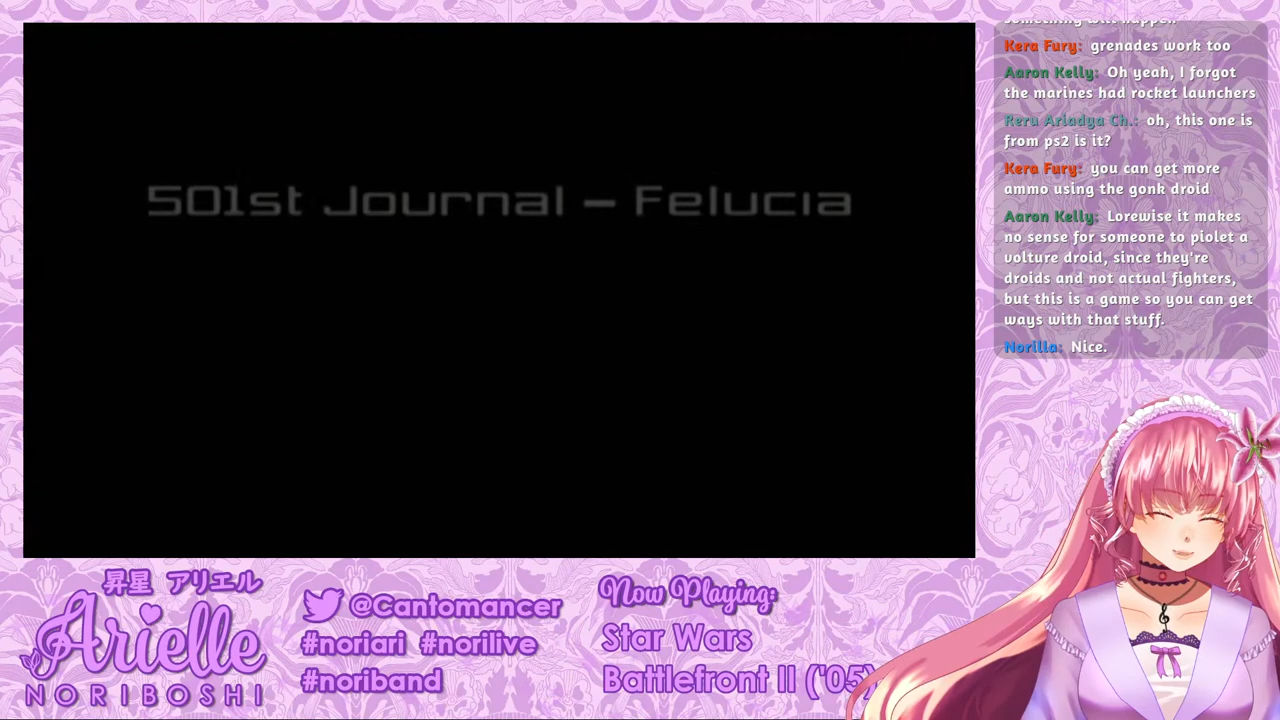 501st Journal – Felucia
something will happen
Kera Fury: grenades work too
Aaron Kelly: Oh yeah, I forgot
the marines had rocket launchers
Reru Ariadya Ch.: oh, this one is
from ps2 is it?
Kera Fury: you can get more
ammo using the gonk droid
Aaron Kelly: Lorewise it makes
no sense for someone to piolet a
volture droid, since they're
droids and not actual fighters,
but this is a game so you can get
ways with that stuff.
Norilla: Nice.
昇星 アリエル
Arielle
NORIBOSHI
@Cantomancer
#noriari #norilive
#noriband
Now Playing:
Star Wars
Battlefront II ('05)